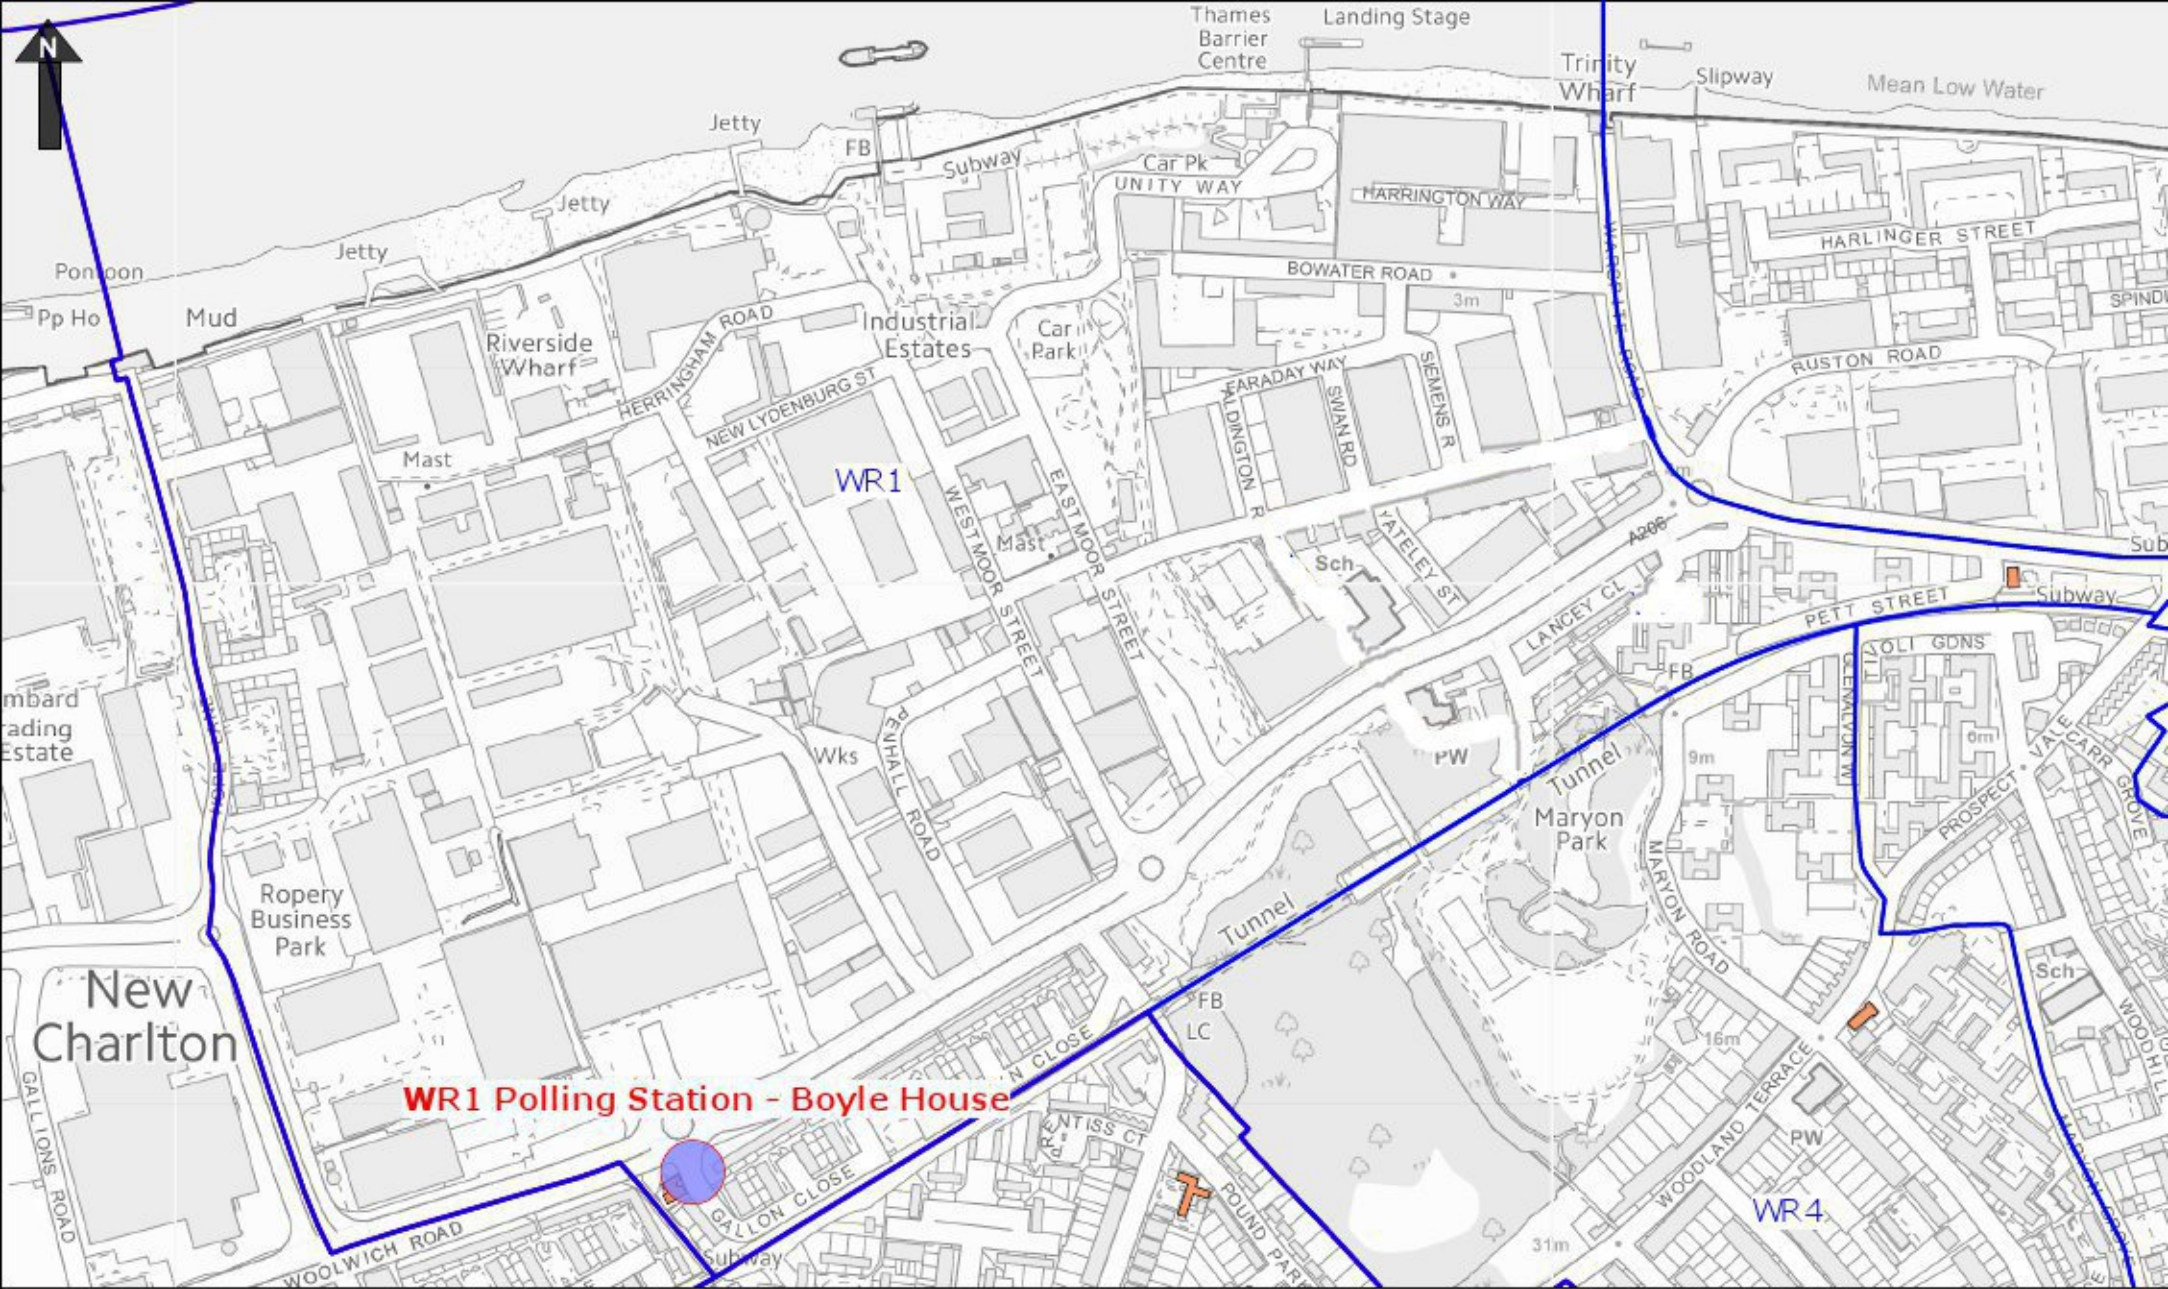 Thames
Barrier
Centre
Landing Stage
N
Trinity
Wharf
Slipway
Mean Low Water
Jetty
FB
Subway
Car Pk
UNITY WAY
HARRINGTON WAY
Jetty
HARLINGER STREET
Jetty
Pontoon
BOWATER ROAD
3m
Pp Ho
Mud
Riverside
Wharf
HERRINGHAM ROAD
Industrial
Estates
Car
Park
WARSPITE ROAD
RUSTON ROAD
FARADAY WAY
NEW LYDENBURG ST
SWAN RD
SIEMENS R
Mast
WR1
WESTMOOR STREET
EASTMOOR STREET
Mast
Sch
YATELEY ST
A206
LANCEY CL
PETT STREET
Subway
FB
GDNS
Wks
PENHALL ROAD
PW
Tunnel
9m
6m
PROSPECT VALE
CARR GROVE
Maryon
Park
MARYON ROAD
Ropery
Business
Park
Tunnel
New
Charlton
FB
LC
Sch
GALLIONS ROAD
16m
WR1 Polling Station - Boyle House
N CLOSE
GALLON CLOSE
WOODLAND TERRACE
PW
WR4
WOOLWICH ROAD
Subway
POUND PARK
31m
MARYON GROVE